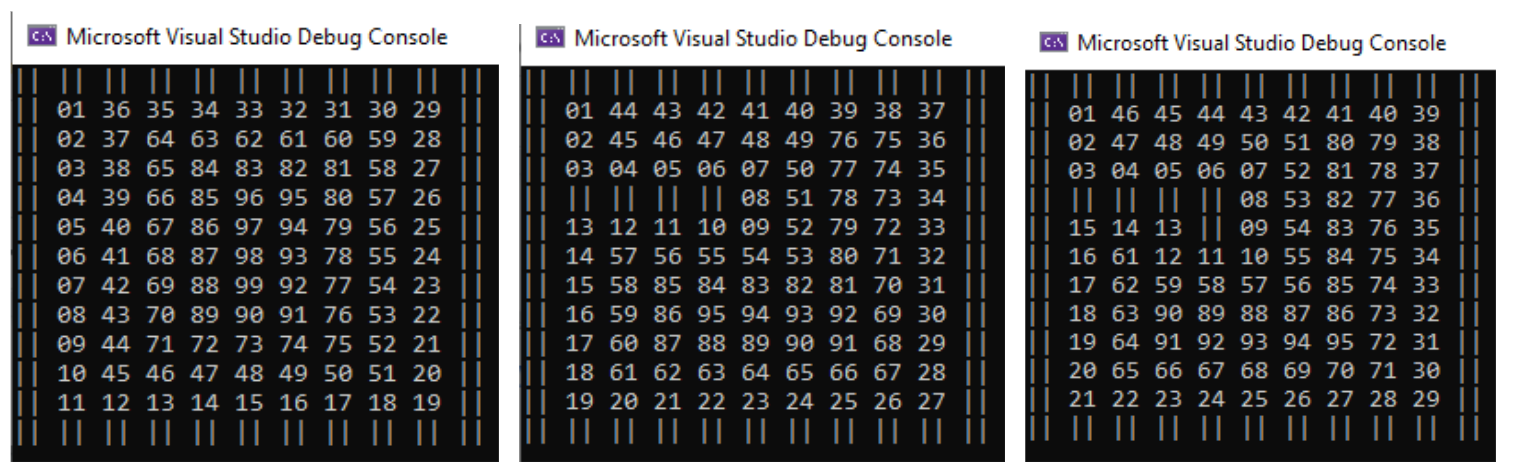 Microsoft Visual Studio Debug Console
|| || || || || || || || || || ||
|| 01 36 35 34 33 32 31 30 29 ||
|| 02 37 64 63 62 61 60 59 28 ||
|| 03 38 65 84 83 82 81 58 27 ||
|| 04 39 66 85 96 95 80 57 26 ||
|| 05 40 67 86 97 94 79 56 25 ||
|| 06 41 68 87 98 93 78 55 24 ||
|| 07 42 69 88 99 92 77 54 23 ||
|| 08 43 70 89 90 91 76 53 22 ||
|| 09 44 71 72 73 74 75 52 21 ||
|| 10 45 46 47 48 49 50 51 20 ||
|| 11 12 13 14 15 16 17 18 19 ||
|| || || || || || || || || || ||
Microsoft Visual Studio Debug Console
|| || || || || || || || || || ||
|| 01 44 43 42 41 40 39 38 37 ||
|| 02 45 46 47 48 49 76 75 36 ||
|| 03 04 05 06 07 50 77 74 35 ||
|| || || || || 08 51 78 73 34 ||
|| 13 12 11 10 09 52 79 72 33 ||
|| 14 57 56 55 54 53 80 71 32 ||
|| 15 58 85 84 83 82 81 70 31 ||
|| 16 59 86 95 94 93 92 69 30 ||
|| 17 60 87 88 89 90 91 68 29 ||
|| 18 61 62 63 64 65 66 67 28 ||
|| 19 20 21 22 23 24 25 26 27 ||
|| || || || || || || || || || ||
Microsoft Visual Studio Debug Console
|| || || || || || || || || || ||
|| 01 46 45 44 43 42 41 40 39 ||
|| 02 47 48 49 50 51 80 79 38 ||
|| 03 04 05 06 07 52 81 78 37 ||
|| || || || || 08 53 82 77 36 ||
|| 15 14 13 || 09 54 83 76 35 ||
|| 16 61 12 11 10 55 84 75 34 ||
|| 17 62 59 58 57 56 85 74 33 ||
|| 18 63 90 89 88 87 86 73 32 ||
|| 19 64 91 92 93 94 95 72 31 ||
|| 20 65 66 67 68 69 70 71 30 ||
|| 21 22 23 24 25 26 27 28 29 ||
|| || || || || || || || || || ||